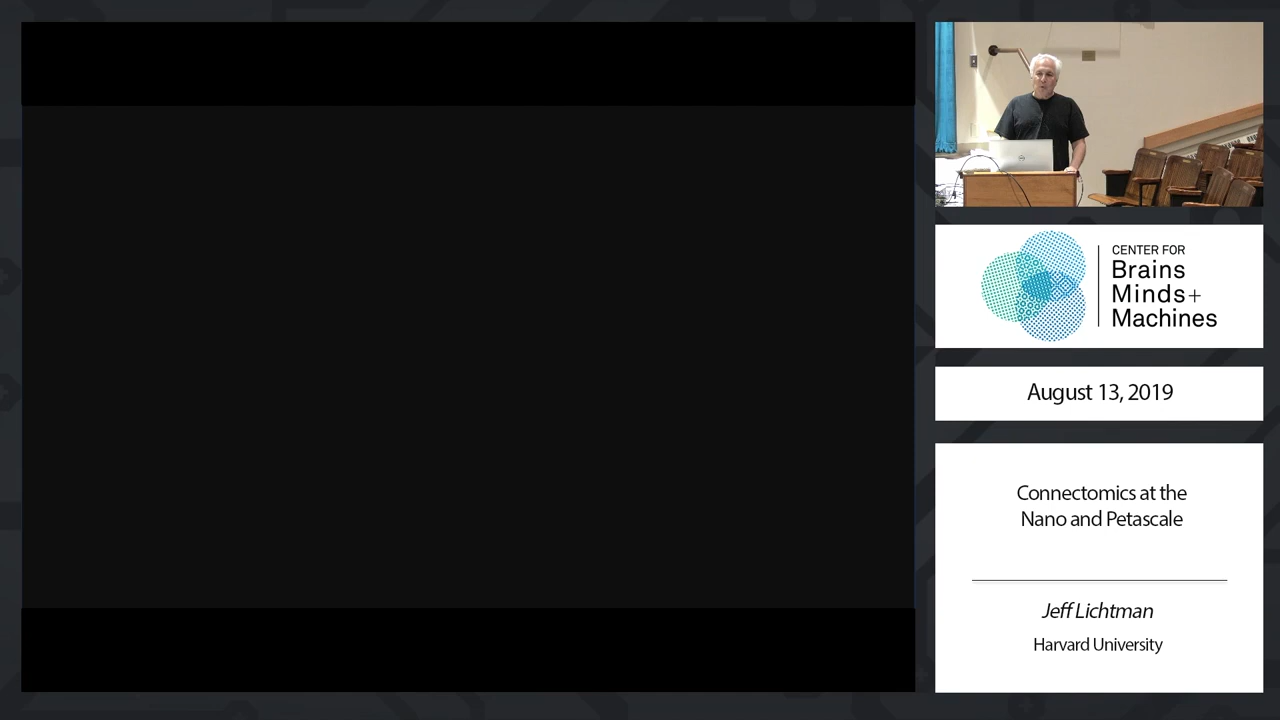 CENTER FOR
Brains
Minds+
Machines
August 13, 2019
Connectomics at the
Nano and Petascale
Jeff Lichtman
Harvard University